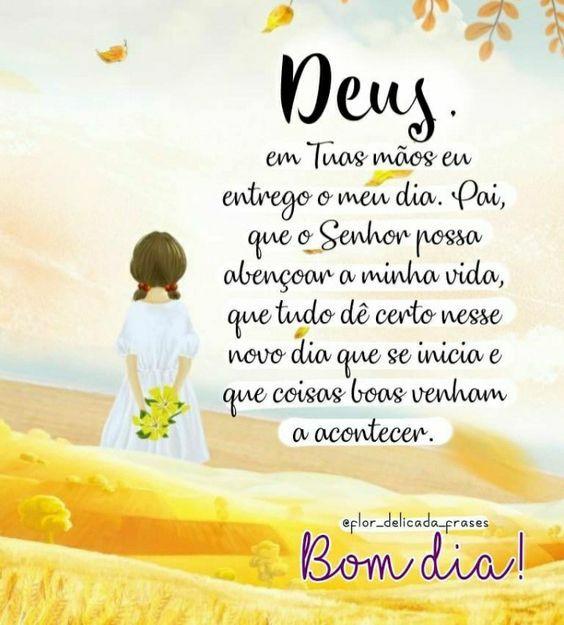 Deus.
em Tuas mãos eu
entrego o meu dia. Pai,
que o Senhor possa
abençoar a minha vida,
que tudo dê certo nesse
novo dia que se inicia e
que coisas boas venham
a acontecer.
@flor_delicada_frases
Bom dia!